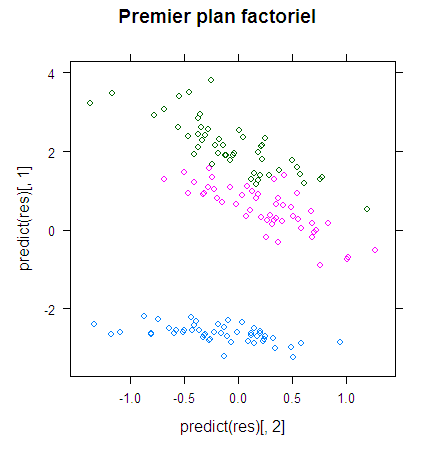 Premier plan factoriel
predict(res)[, 1]
4
2
0
-2
-1.0 -0.5 0.0 0.5 1.0
predict(res)[, 2]